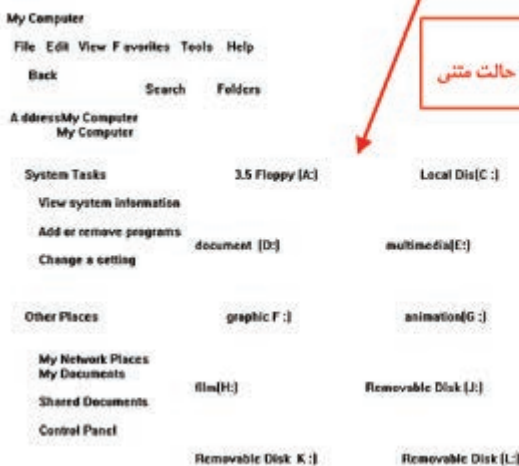 My Computer
File Edit View F avorites Tools Help
Back
Search Folders
حالت متنی
A ddressMy Computer
My Computer
System Tasks 3.5 Floppy (A:) Local Dis(C :)
View system information
Add or remove programs
document (D:) multimedia(E:)
Change a setting
Other Places graphic F :) animation(G :)
My Network Places
My Documents
film(H:) Removable Disk (J:)
Shared Documents
Control Panel
Removable Disk K :) Removable Disk (L:)